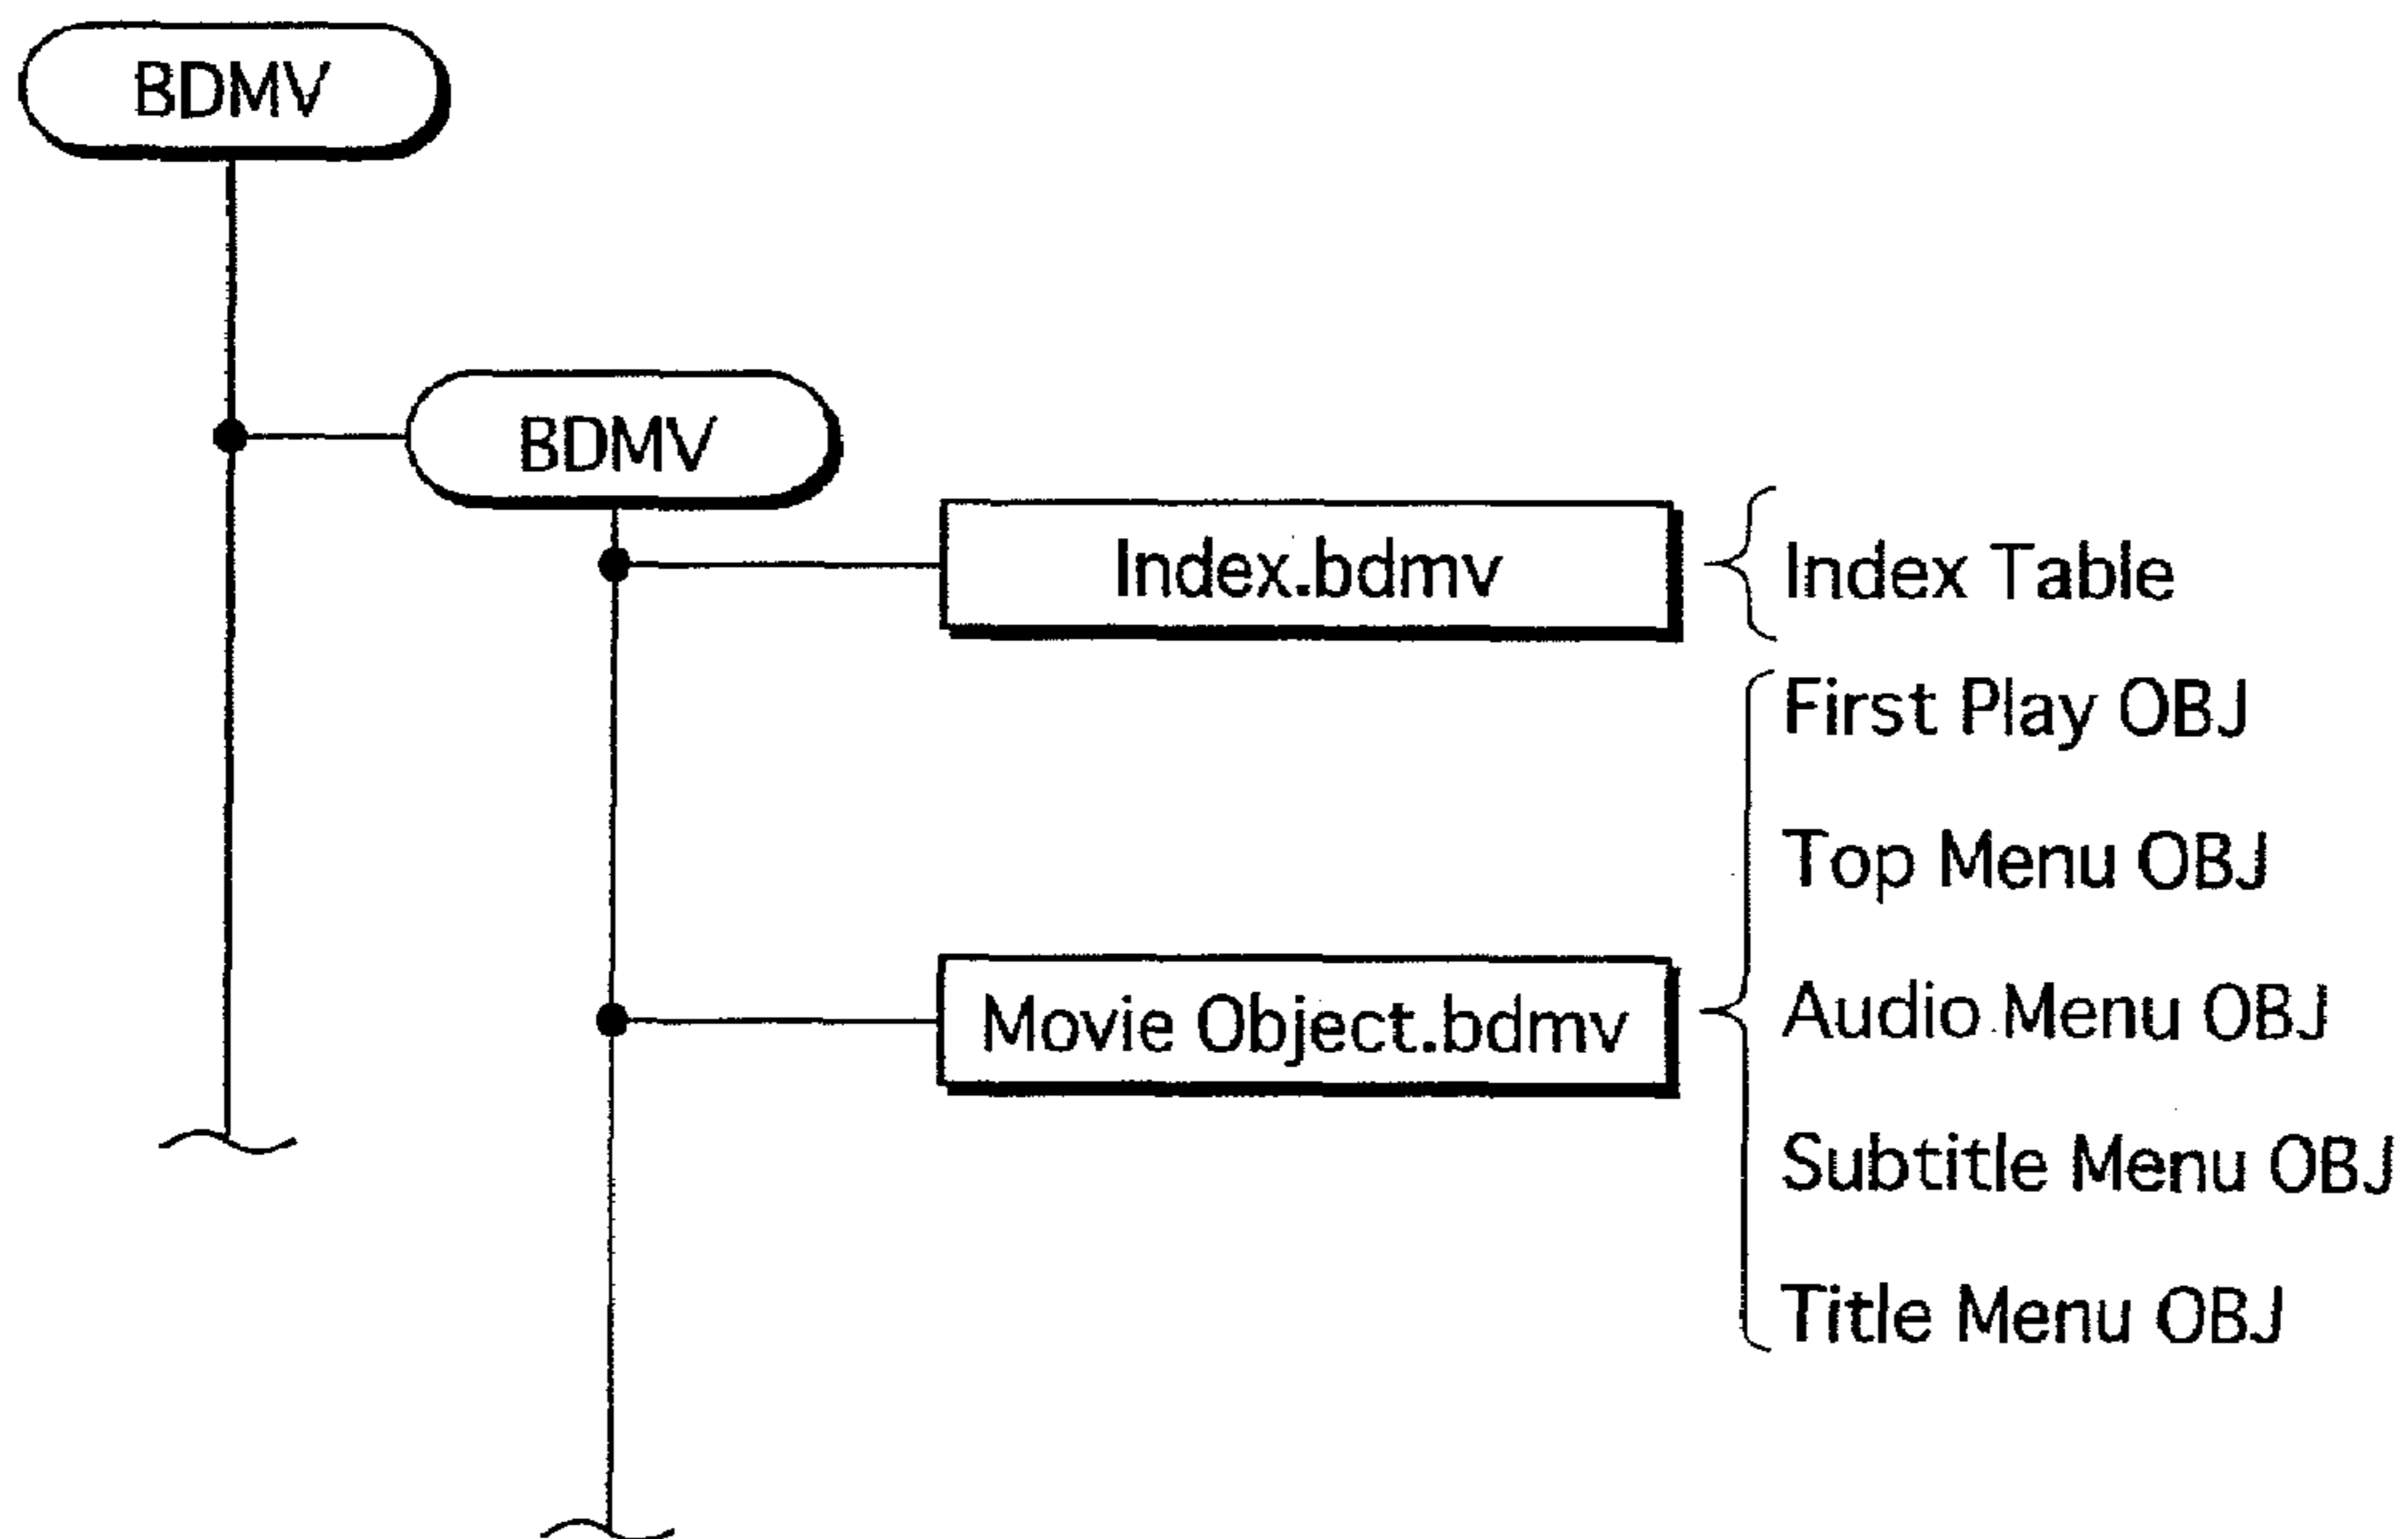 BDMV
BDMV
Index.bdmv
Index Table
First Play OBJ
Top Menu OBJ
Movie Object.bdmv
Audio Menu OBJ
Subtitle Menu OBJ
Title Menu OBJ